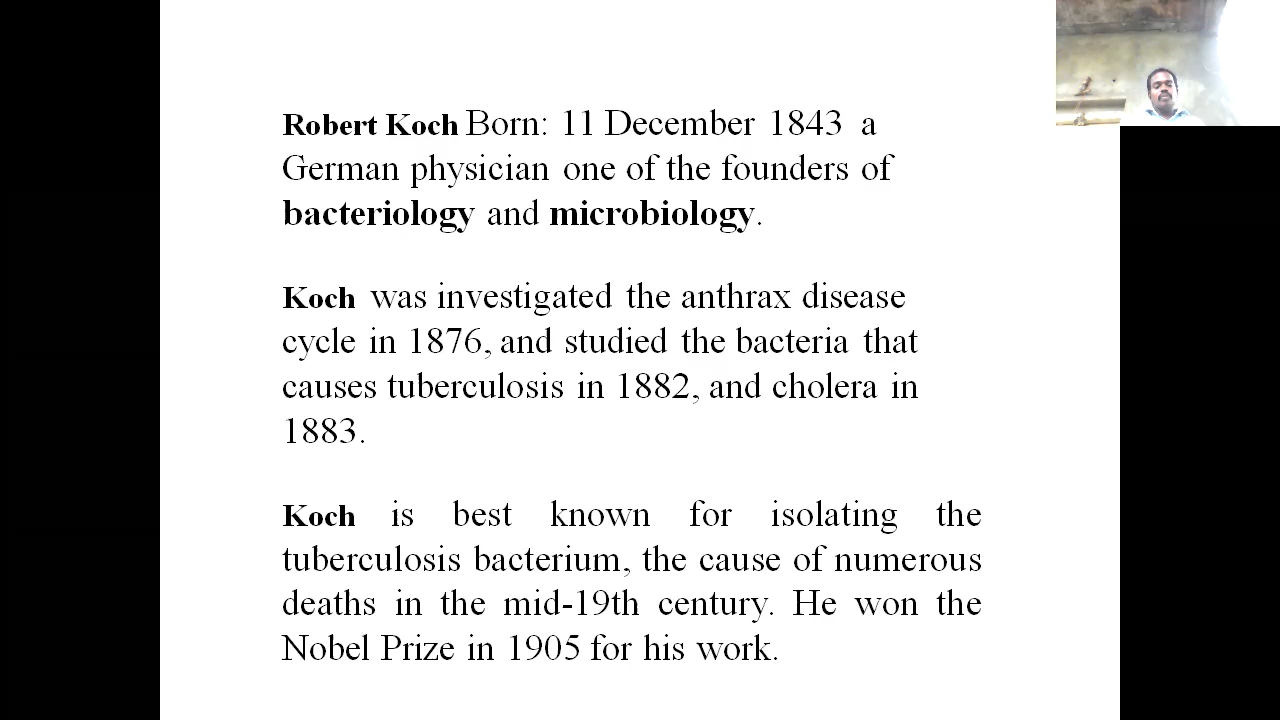 Robert Koch Born: 11 December 1843 a
German physician one of the founders of
bacteriology and microbiology.
Koch was investigated the anthrax disease
cycle in 1876, and studied the bacteria that
causes tuberculosis in 1882, and cholera in
1883.
Koch is best known for isolating the
tuberculosis bacterium, the cause of numerous
deaths in the mid-19th century. He won the
Nobel Prize in 1905 for his work.